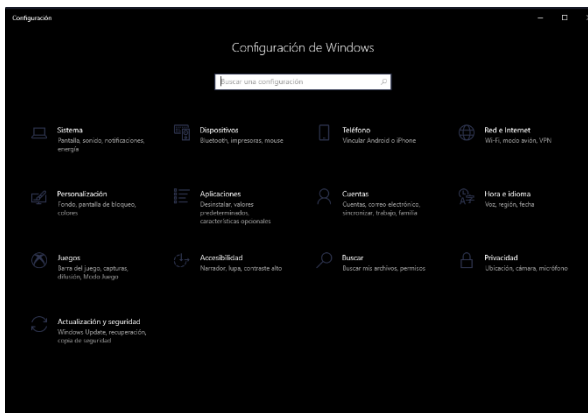 Configuración
Configuración de Windows
Buscar una configuración
Sistema
Pantalla, sonido, notificaciones,
energía
Dispositivos
Bluetooth, impresoras, mouse
Teléfono
Vincular Android o iPhone
Red e Internet
Wi-Fi, modo avión, VPN
Personalización
Fondo, pantalla de bloqueo,
colores
Aplicaciones
Desinstalar, valores
predeterminados,
características opcionales
Cuentas
Cuentas, correo electrónico,
sincronizar, trabajo, familia
Hora e idioma
Voz, región, fecha
Juegos
Barra del juego, capturas,
difusión, Modo Juego
Accesibilidad
Narrador, lupa, contraste alto
Buscar
Buscar mis archivos, permisos
Privacidad
Ubicación, cámara, micrófono
Actualización y seguridad
Windows Update, recuperación,
copia de seguridad